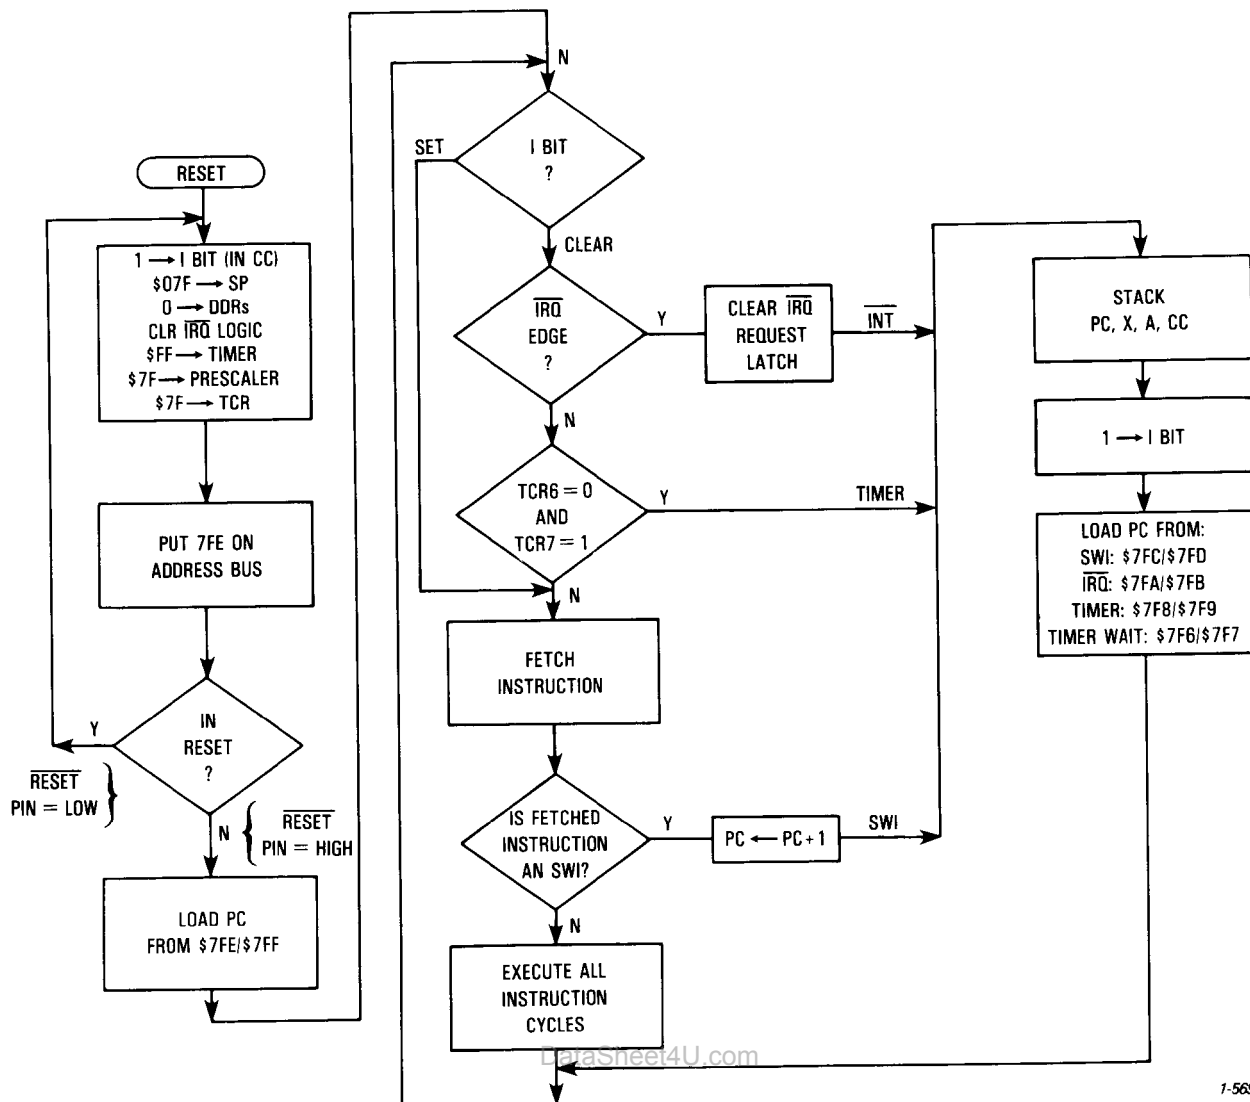 RESET
1 → I BIT (IN CC)
$07F → SP
0 → DDRs
CLR IRQ LOGIC
$FF → TIMER
$7F → PRESCALER
$7F → TCR
PUT 7FE ON
ADDRESS BUS
IN
RESET
?
Y
RESET
PIN = LOW
N
RESET
PIN = HIGH
LOAD PC
FROM $7FE/$7FF
N
I BIT
?
SET
CLEAR
IRQ
EDGE
?
Y
CLEAR IRQ
REQUEST
LATCH
INT
N
TCR6 = 0
AND
TCR7 = 1
Y
TIMER
N
FETCH
INSTRUCTION
IS FETCHED
INSTRUCTION
AN SWI?
Y
PC ← PC + 1
SWI
N
EXECUTE ALL
INSTRUCTION
CYCLES
STACK
PC, X, A, CC
1 → I BIT
LOAD PC FROM:
SWI: $7FC/$7FD
IRQ: $7FA/$7FB
TIMER: $7F8/$7F9
TIMER WAIT: $7F6/$7F7
DataSheet4U.com